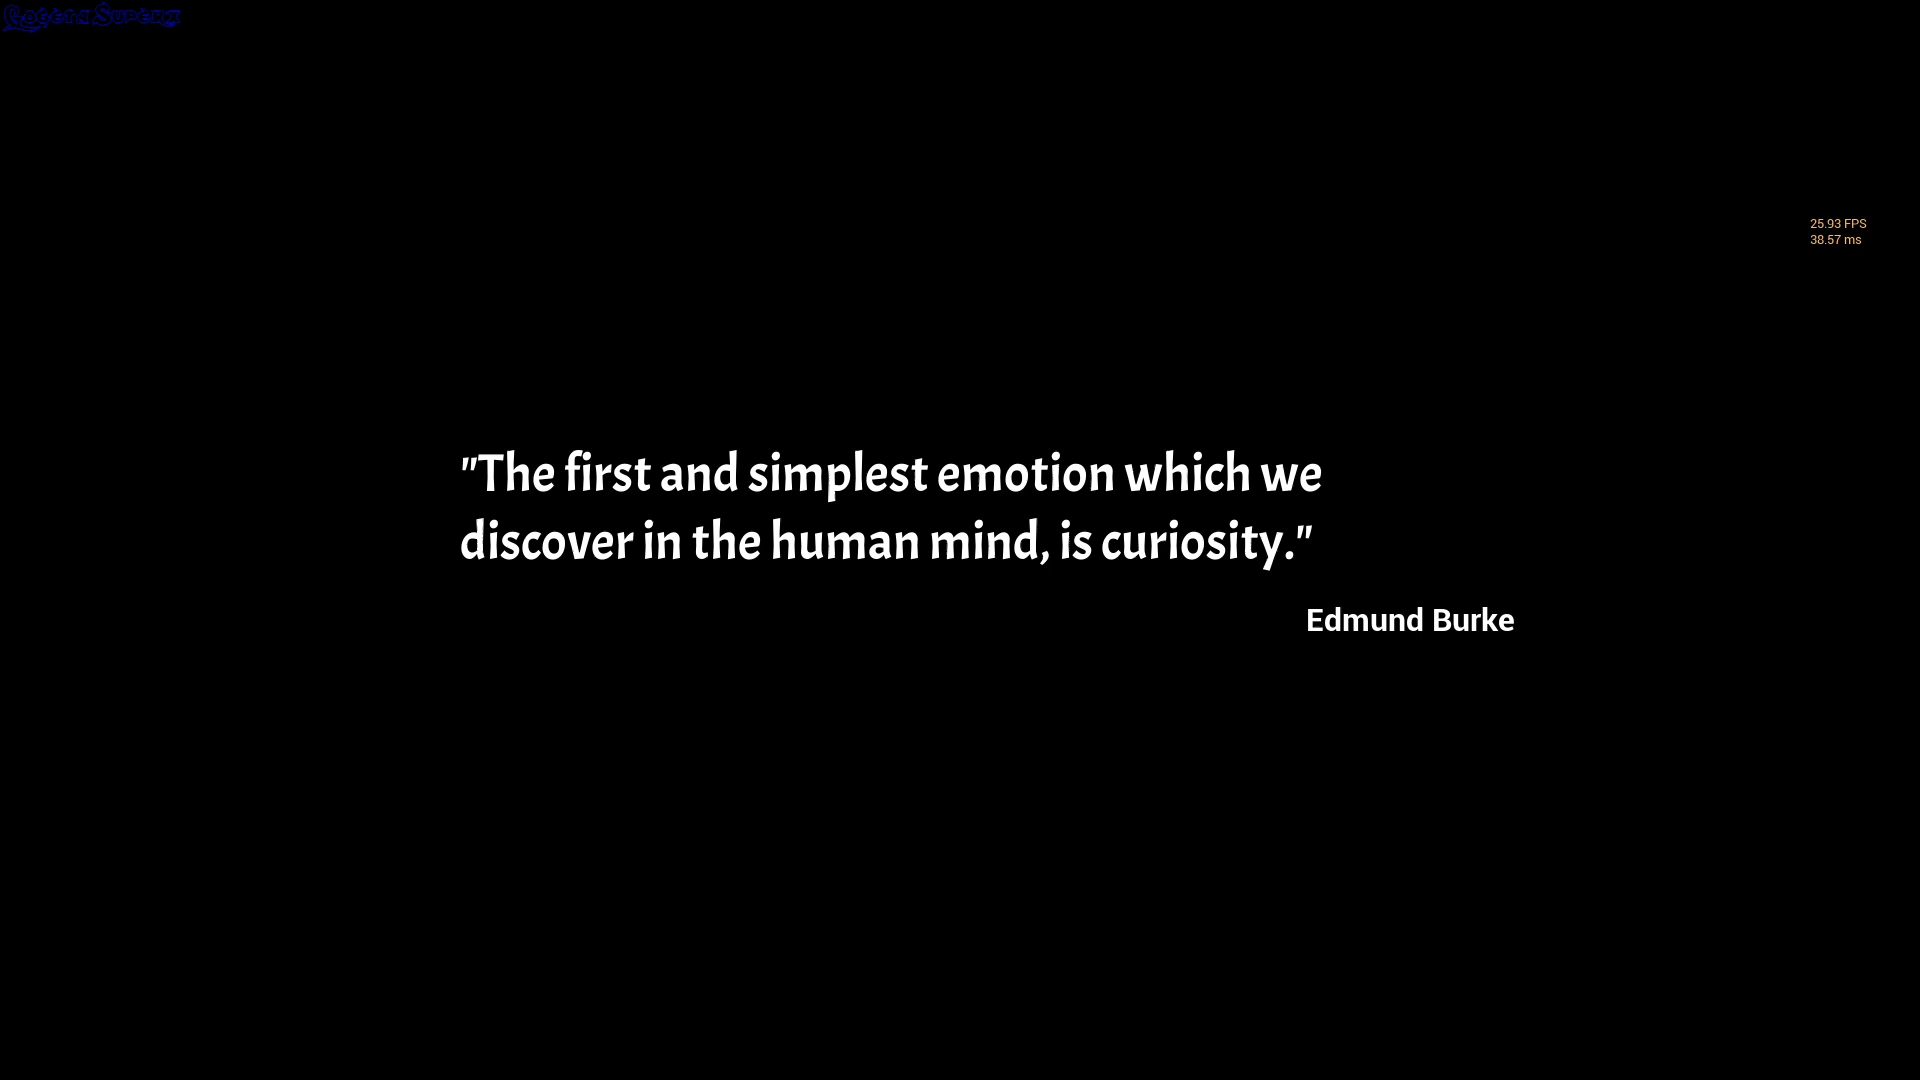 25.93 FPS
38.57 ms
"The first and simplest emotion which we
discover in the human mind, is curiosity."
Edmund Burke